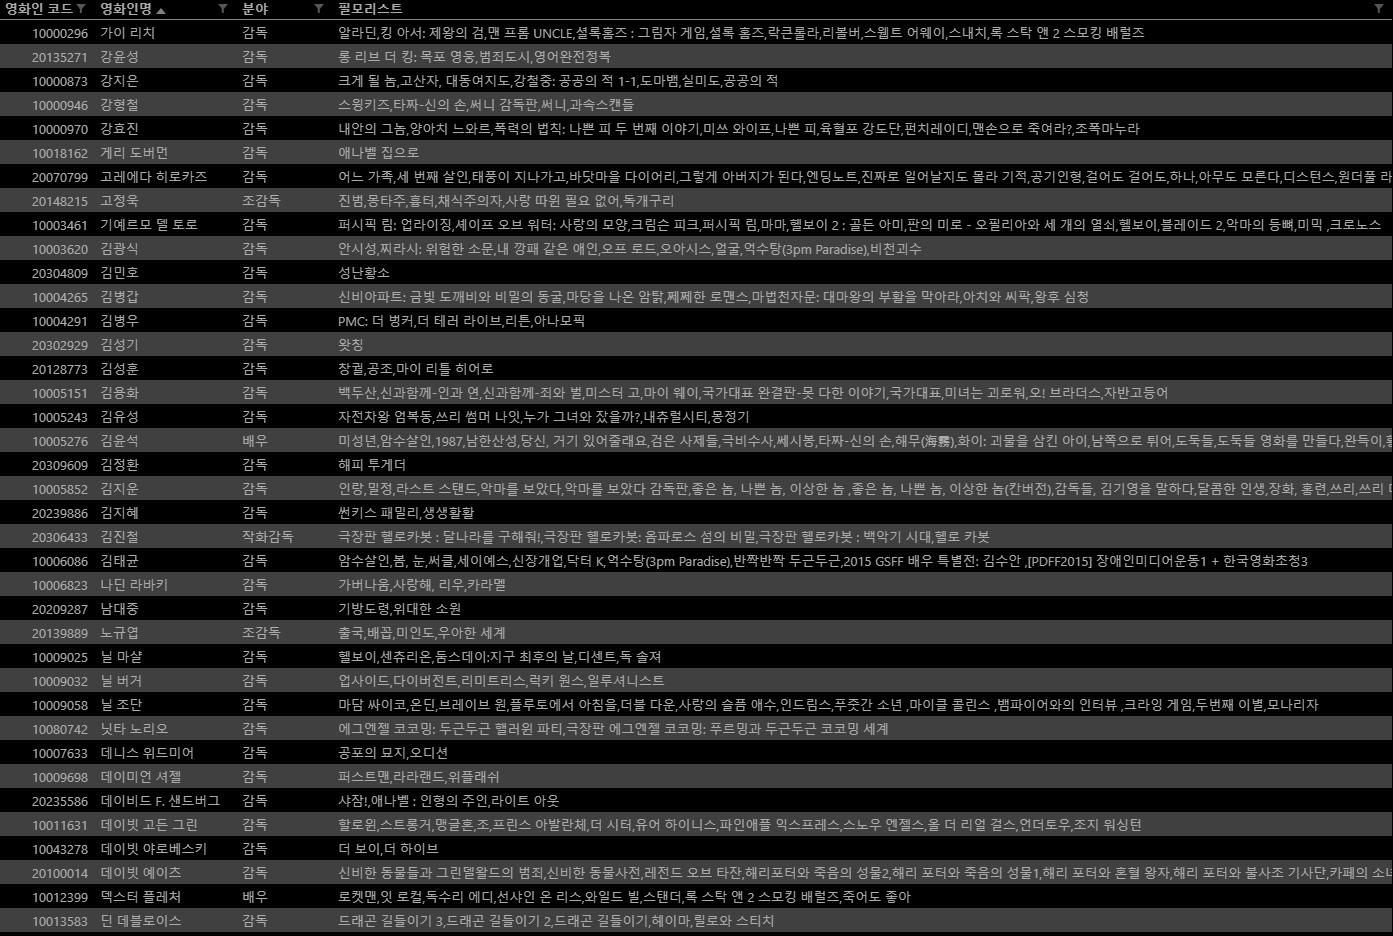 영화인 코드 영화인명 분야 필모리스트
10000296 가이 리치 감독 알라딘,킹 아서: 제왕의 검,맨 프롬 UNCLE,셜록홈즈 : 그림자 게임,셜록 홈즈,락큰롤라,리볼버,스웹트 어웨이,스내치,록 스탁 앤 2 스모킹 배럴즈
20135271 강윤성 감독 롱 리브 더 킹: 목포 영웅,범죄도시,영어완전정복
10000873 강지은 감독 크게 될 놈,고산자, 대동여지도,강철중: 공공의 적 1-1,도마뱀,실미도,공공의 적
10000946 강형철 감독 스윙키즈,타짜-신의 손,써니 감독판,써니,과속스캔들
10000970 강효진 감독 내안의 그놈,양아치 느와르,폭력의 법칙: 나쁜 피 두 번째 이야기,미쓰 와이프,나쁜 피,육혈포 강도단,펀치레이디,맨손으로 죽여라?,조폭마누라
10018162 게리 도버먼 감독 애나벨 집으로
20070799 고레에다 히로카즈 감독 어느 가족,세 번째 살인,태풍이 지나가고,바닷마을 다이어리,그렇게 아버지가 된다,엔딩노트,진짜로 일어날지도 몰라 기적,공기인형,걸어도 걸어도,하나,아무도 모른다,디스턴스,원더풀 라
20148215 고정욱 조감독 진범,몽타주,흉터,채식주의자,사랑 따윈 필요 없어,독개구리
10003461 기예르모 델 토로 감독 퍼시픽 림: 업라이징,셰이프 오브 워터: 사랑의 모양,크림슨 피크,퍼시픽 림,마마,헬보이 2 : 골든 아미,판의 미로 - 오필리아와 세 개의 열쇠,헬보이,블레이드 2,악마의 등뼈,미믹 ,크로노스
10003620 김광식 감독 안시성,찌라시: 위험한 소문,내 깡패 같은 애인,오프 로드,오아시스,얼굴,억수탕(3pm Paradise),비천괴수
20304809 김민호 감독 성난황소
10004265 김병갑 감독 신비아파트: 금빛 도깨비와 비밀의 동굴,마당을 나온 암탉,쩨쩨한 로맨스,마법천자문: 대마왕의 부활을 막아라,아치와 씨팍,왕후 심청
10004291 김병우 감독 PMC: 더 벙커,더 테러 라이브,리튼,아나모픽
20302929 김성기 감독 왓칭
20128773 김성훈 감독 창궐,공조,마이 리틀 히어로
10005151 김용화 감독 백두산,신과함께-인과 연,신과함께-죄와 벌,미스터 고,마이 웨이,국가대표 완결판-못 다한 이야기,국가대표,미녀는 괴로워,오! 브라더스,자반고등어
10005243 김유성 감독 자전차왕 엄복동,쓰리 썸머 나잇,누가 그녀와 잤을까?,내츄럴시티,몽정기
10005276 김윤석 배우 미성년,암수살인,1987,남한산성,당신, 거기 있어줄래요,검은 사제들,극비수사,쎄시봉,타짜-신의 손,해무(海霧),화이: 괴물을 삼킨 아이,남쪽으로 튀어,도둑들,도둑들 영화를 만들다,완득이,황
20309609 김정환 감독 해피 투게더
10005852 김지운 감독 인랑,밀정,라스트 스탠드,악마를 보았다,악마를 보았다 감독판,좋은 놈, 나쁜 놈, 이상한 놈 ,좋은 놈, 나쁜 놈, 이상한 놈(칸버전),감독들, 김기영을 말하다,달콤한 인생,장화, 홍련,쓰리,쓰리
20239886 김지혜 감독 썬키스 패밀리,생생활활
20306433 김진철 작화감독 극장판 헬로카봇 : 달나라를 구해줘!,극장판 헬로카봇: 옴파로스 섬의 비밀,극장판 헬로카봇 : 백악기 시대,헬로 카봇
10006086 김태균 감독 암수살인,봄, 눈,써클,세이예스,신장개업,닥터 K,억수탕(3pm Paradise),반짝반짝 두근두근,2015 GSFF 배우 특별전: 김수안 ,[PDFF2015] 장애인미디어운동1 + 한국영화초청3
10006823 나딘 라바키 감독 가버나움,사랑해, 리우,카라멜
20209287 남대중 감독 기방도령,위대한 소원
20139889 노규엽 조감독 출국,배꼽,미인도,우아한 세계
10009025 닐 마샬 감독 헬보이,센츄리온,둠스데이:지구 최후의 날,디센트,독 솔져
10009032 닐 버거 감독 업사이드,다이버전트,리미트리스,럭키 원스,일루셔니스트
10009058 닐 조단 감독 마담 싸이코,온딘,브레이브 원,플루토에서 아침을,더블 다운,사랑의 슬픔 애수,인드림스,푸줏간 소년 ,마이클 콜린스 ,뱀파이어와의 인터뷰 ,크라잉 게임,두번째 이별,모나리자
10080742 닛타 노리오 감독 에그엔젤 코코밍: 두근두근 핼러윈 파티,극장판 에그엔젤 코코밍: 푸르밍과 두근두근 코코밍 세계
10007633 데니스 위드미어 감독 공포의 묘지,오디션
10009698 데이미언 셔젤 감독 퍼스트맨,라라랜드,위플래쉬
20235586 데이비드 F. 샌드버그 감독 샤잠!,애나벨 : 인형의 주인,라이트 아웃
10011631 데이빗 고든 그린 감독 할로윈,스트롱거,맹글혼,조,프린스 아발란체,더 시터,유어 하이니스,파인애플 익스프레스,스노우 엔젤스,올 더 리얼 걸스,언더토우,조지 워싱턴
10043278 데이빗 야로베스키 감독 더 보이,더 하이브
20100014 데이빗 예이츠 감독 신비한 동물들과 그린델왈드의 범죄,신비한 동물사전,레전드 오브 타잔,해리포터와 죽음의 성물2,해리 포터와 죽음의 성물1,해리 포터와 혼혈 왕자,해리 포터와 불사조 기사단,카페의 소녀
10012399 덱스터 플레처 배우 로켓맨,잇 로컬,독수리 에디,선샤인 온 리스,와일드 빌,스탠더,록 스탁 앤 2 스모킹 배럴즈,죽어도 좋아
10013583 딘 데블로이스 감독 드래곤 길들이기 3,드래곤 길들이기 2,드래곤 길들이기,헤이마,릴로와 스티치